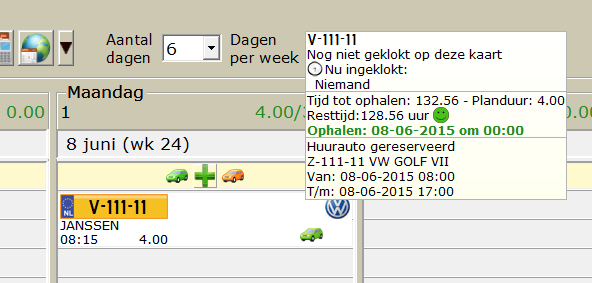 Aantal dagen
6
Dagen per week
V-111-11
Nog niet geklokt op deze kaart
Nu ingeklokt:
Niemand
Tijd tot ophalen: 132.56 - Planduur: 4.00
Resttijd:128.56 uur
Ophalen: 08-06-2015 om 00:00
Huurauto gereserveerd
Z-111-11 VW GOLF VII
Van: 08-06-2015 08:00
T/m: 08-06-2015 17:00
Maandag
0.00
1
4.00/
8 juni (wk 24)
NL
V-111-11
JANSSEN
08:15 4.00